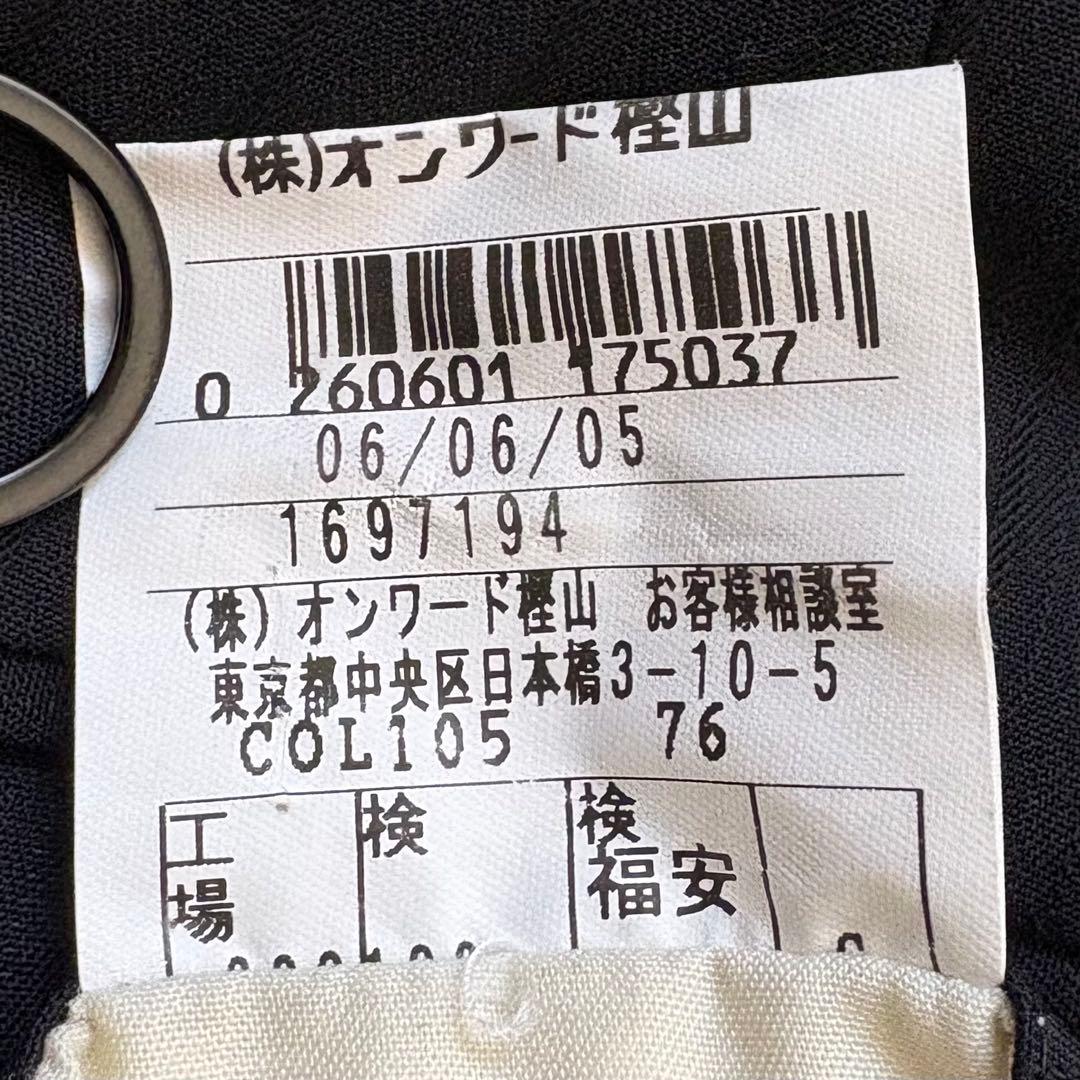 (株)オンワード樫山
0 260601 175037
06/06/05
1697194
(株)オンワード樫山 お客様相談室
東京都中央区日本橋3-10-5
COL105 76
工場 検 検
福安